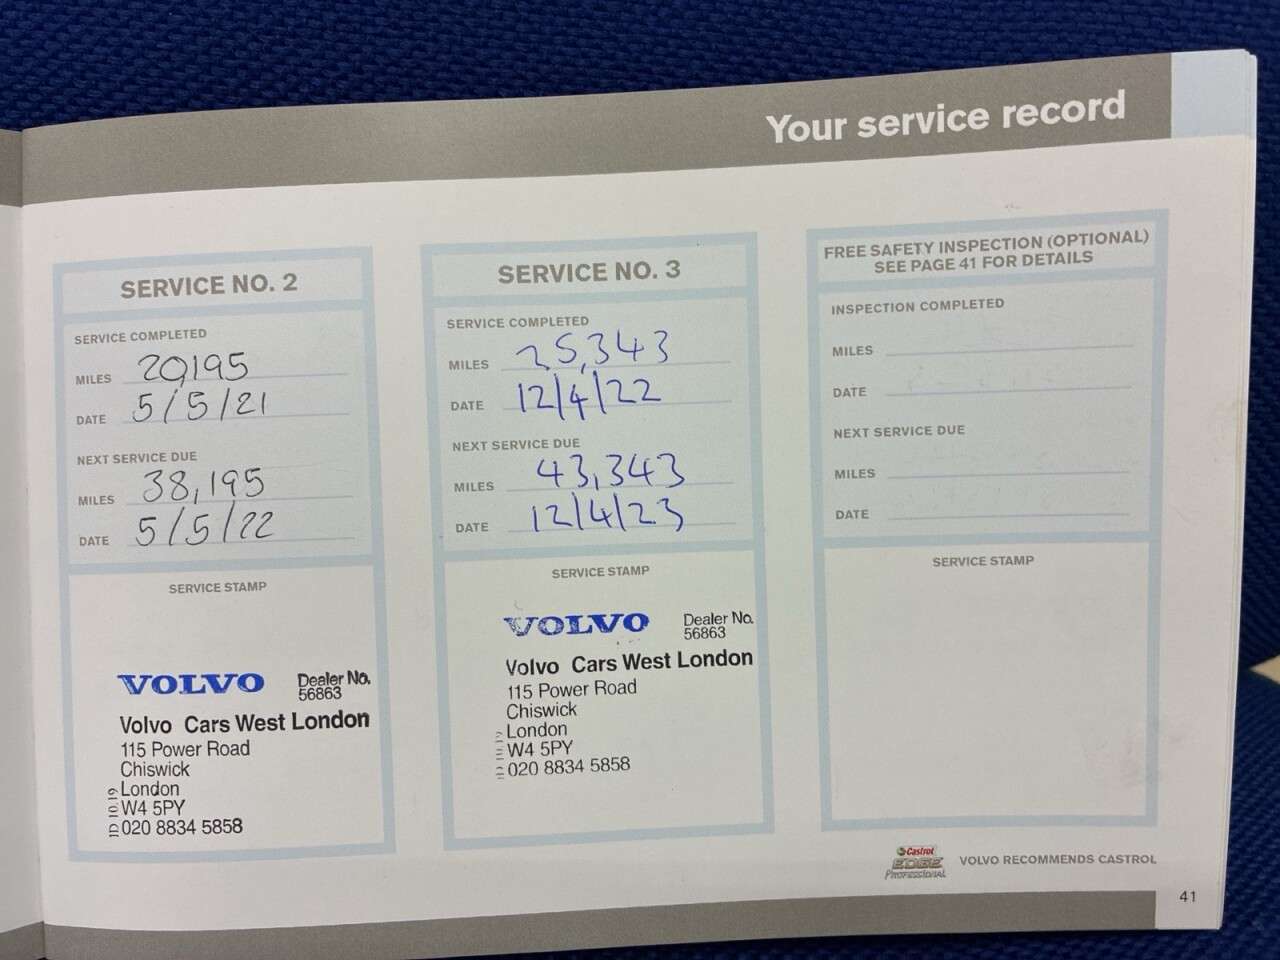 Your service record
SERVICE NO. 2
SERVICE COMPLETED
MILES 20,195
DATE 5/5/21
NEXT SERVICE DUE
MILES 38,195
DATE 5/5/22
SERVICE STAMP
VOLVO Dealer No.
56863
Volvo Cars West London
115 Power Road
Chiswick
London
W4 5PY
020 8834 5858
ID 1019
SERVICE NO. 3
SERVICE COMPLETED
MILES 25,343
DATE 12/4/22
NEXT SERVICE DUE
MILES 43,343
DATE 12/4/23
SERVICE STAMP
VOLVO Dealer No.
56863
Volvo Cars West London
115 Power Road
Chiswick
London
W4 5PY
020 8834 5858
FREE SAFETY INSPECTION (OPTIONAL)
SEE PAGE 41 FOR DETAILS
INSPECTION COMPLETED
MILES
DATE
NEXT SERVICE DUE
MILES
DATE
SERVICE STAMP
Castrol
EDGE
PROFESSIONAL
VOLVO RECOMMENDS CASTROL
41